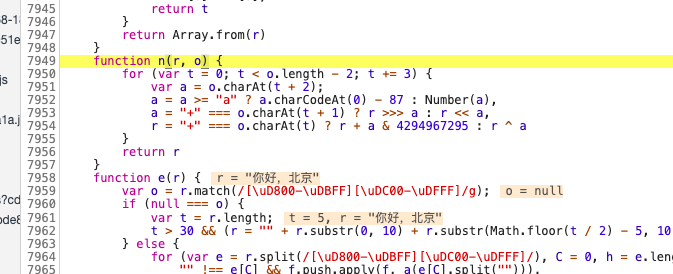 7945 return t
8-1 7946 }
7947 return Array.from(r)
51e 7948 }
7949 function n(r, o) {
7950 for (var t = 0; t < o.length - 2; t += 3) {
js 7951 var a = o.charAt(t + 2);
7952 a = a >= "a" ? a.charCodeAt(0) - 87 : Number(a),
7953 a = "+" === o.charAt(t + 1) ? r >>> a : r << a,
1a.j 7954 r = "+" === o.charAt(t) ? r + a & 4294967295 : r ^ a
7955 }
7956 return r
7957 }
7958 function e(r) { r = "你好，北京"
?cd 7959 var o = r.match(/[\uD800-\uDBFF][\uDC00-\uDFFF]/g); o = null
ode8 7960 if (null === o) {
7961 var t = r.length; t = 5, r = "你好，北京"
7962 t > 30 && (r = "" + r.substr(0, 10) + r.substr(Math.floor(t / 2) - 5, 10
7963 } else {
7964 for (var e = r.split(/[\uD800-\uDBFF][\uDC00-\uDFFF]/), C = 0, h = e.leng
7965 "" !== e[C] && f.push.apply(f, a(e[C].split(""))),